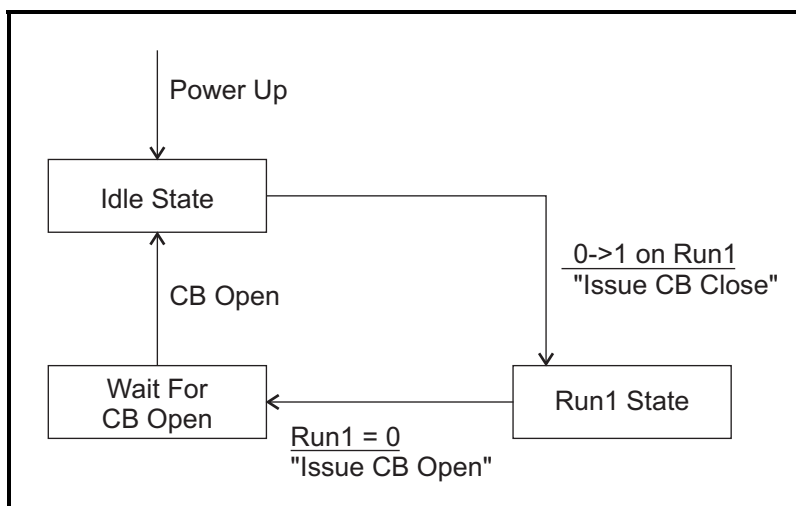 Power Up
Idle State
0->1 on Run1
"Issue CB Close"
CB Open
Wait For
CB Open
Run1 State
Run1 = 0
"Issue CB Open"